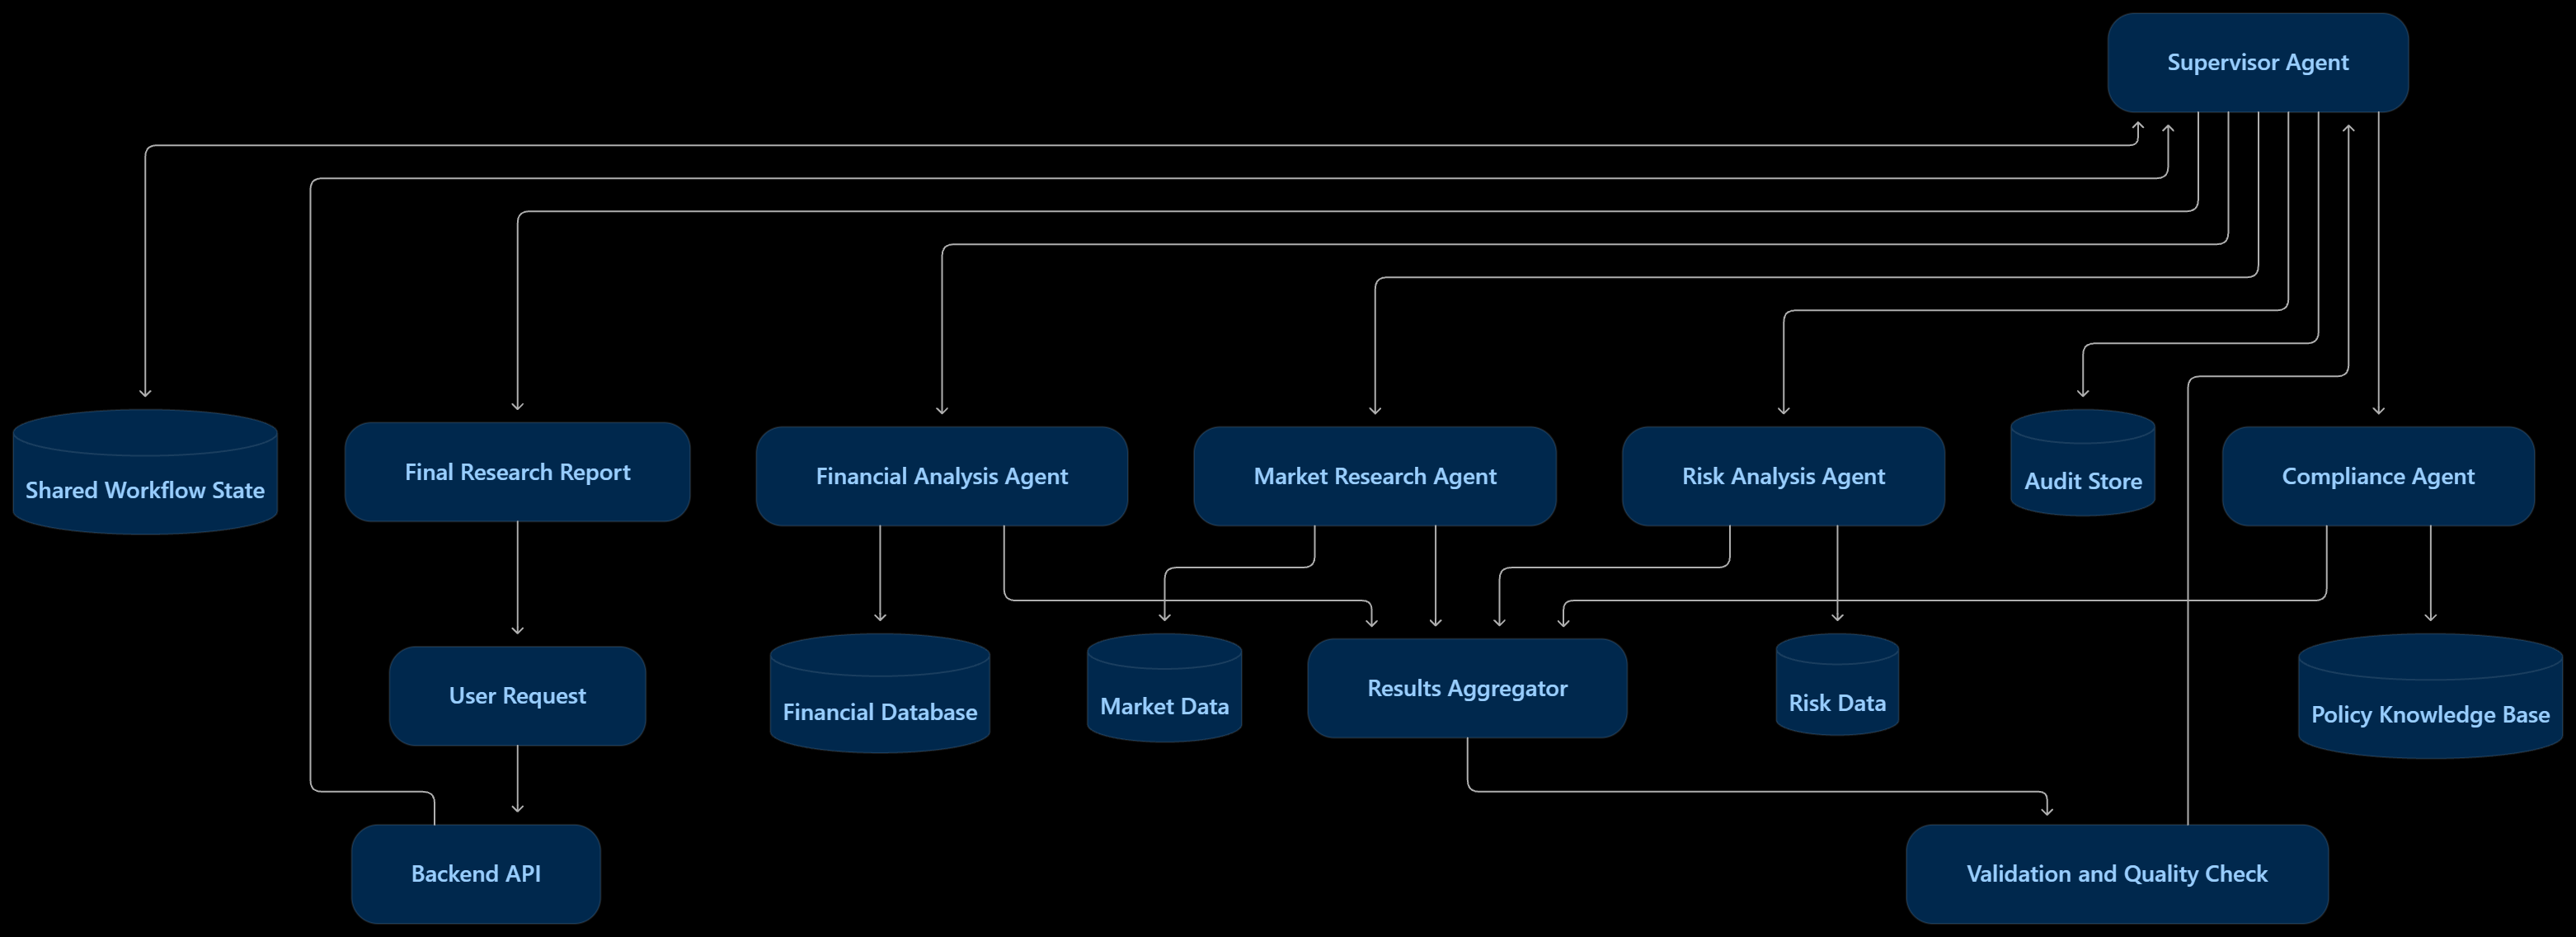 Supervisor Agent
Shared Workflow State
Final Research Report
Financial Analysis Agent
Market Research Agent
Risk Analysis Agent
Audit Store
Compliance Agent
User Request
Financial Database
Market Data
Results Aggregator
Risk Data
Policy Knowledge Base
Backend API
Validation and Quality Check